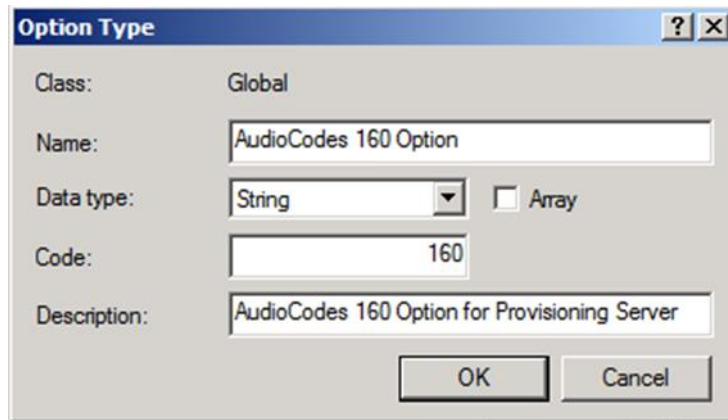 Option Type
Class: Global
Name: AudioCodes 160 Option
Data type: String Array
Code: 160
Description: AudioCodes 160 Option for Provisioning Server
OK Cancel